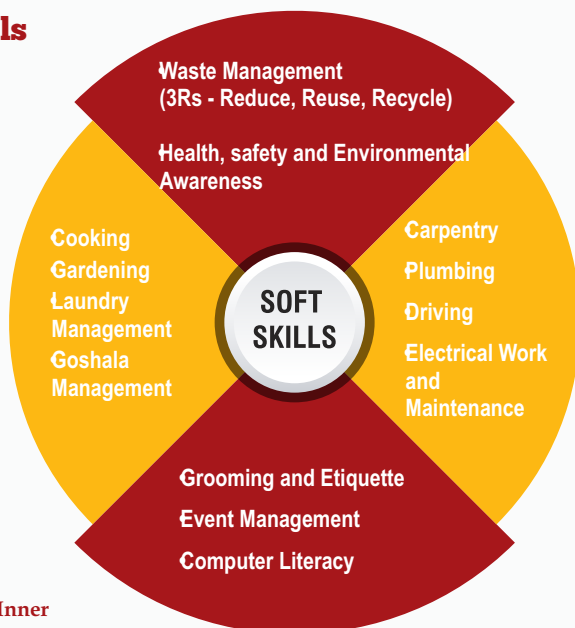 ls
Waste Management
(3Rs - Reduce, Reuse, Recycle)
Health, safety and Environmental
Awareness
Cooking
Gardening
Laundry
Management
Goshala
Management
SOFT
SKILLS
Carpentry
Plumbing
Driving
Electrical Work
and
Maintenance
Grooming and Etiquette
Event Management
Computer Literacy
Inner